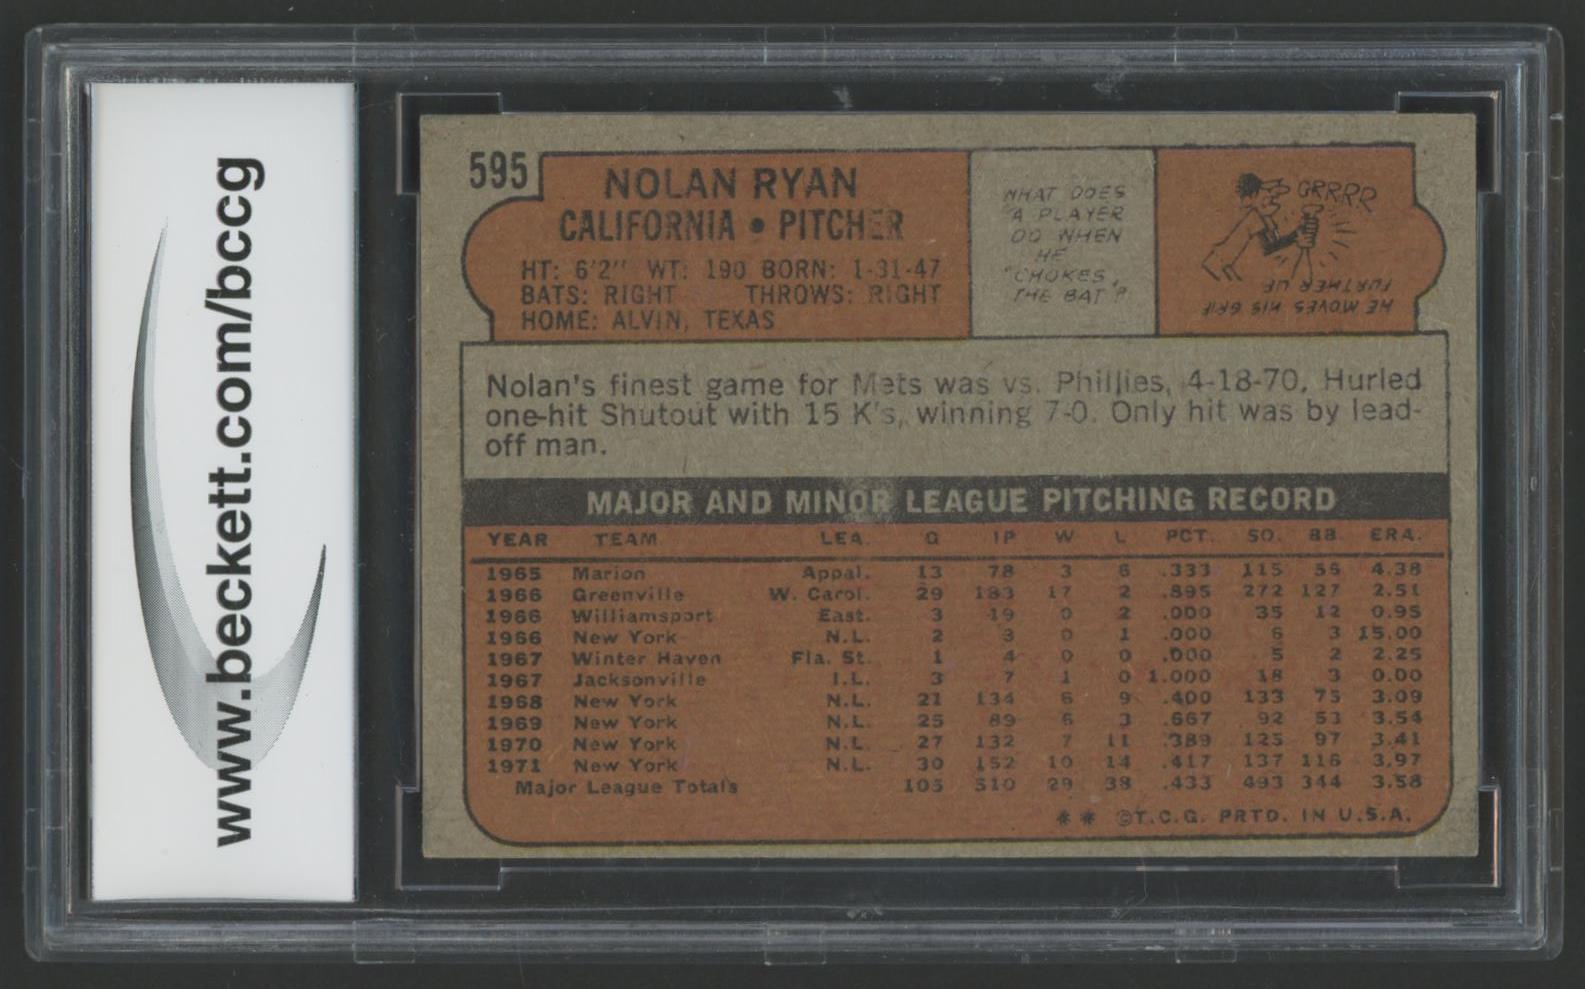 www.beckett.com/bccg
595
NOLAN RYAN
CALIFORNIA • PITCHER
HT: 6'2" WT: 190 BORN: 1-31-47
BATS: RIGHT THROWS: RIGHT
HOME: ALVIN, TEXAS
WHAT DOES
A PLAYER
DO WHEN
HE
"CHOKES"
THE BAT?
GRRRR
HE MOVES HIS GRIP
FURTHER UP
Nolan's finest game for Mets was vs. Phillies, 4-18-70. Hurled
one-hit Shutout with 15 K's, winning 7-0. Only hit was by lead-
off man.
MAJOR AND MINOR LEAGUE PITCHING RECORD
YEAR TEAM LEA. G IP W L PCT. SO. BB. ERA.
1965 Marion Appal. 13 78 3 6 .333 115 56 4.38
1966 Greenville W. Carol. 29 183 17 2 .895 272 127 2.51
1966 Williamsport East. 3 19 0 2 .000 35 12 0.95
1966 New York N.L. 2 3 0 1 .000 6 3 15.00
1967 Winter Haven Fla. St. 1 4 0 0 .000 5 2 2.25
1967 Jacksonville I.L. 3 7 1 0 1.000 18 3 0.00
1968 New York N.L. 21 134 6 9 .400 133 75 3.09
1969 New York N.L. 25 89 6 3 .667 92 53 3.54
1970 New York N.L. 27 132 7 11 .389 125 97 3.41
1971 New York N.L. 30 152 10 14 .417 137 116 3.97
Major League Totals 105 510 29 38 .433 493 344 3.58
* * ©T.C.G. PRTD. IN U.S.A.